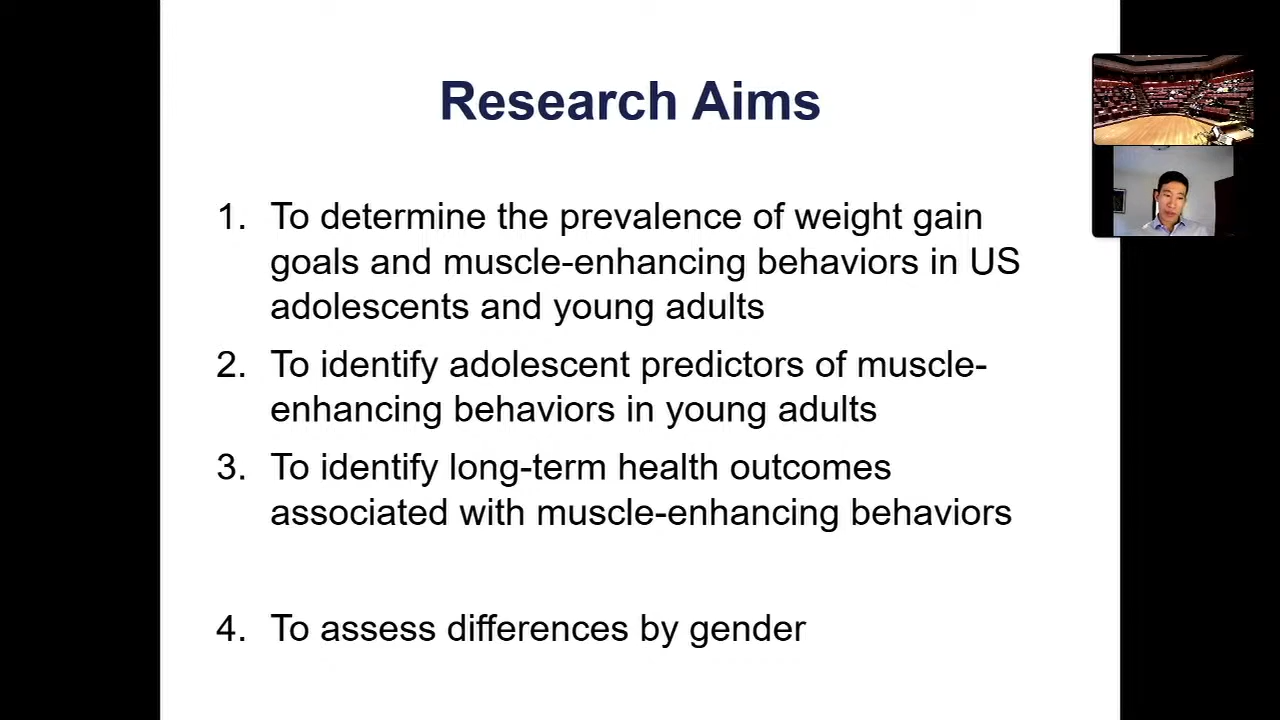 Research Aims
1. To determine the prevalence of weight gain
goals and muscle-enhancing behaviors in US
adolescents and young adults
2. To identify adolescent predictors of muscle-
enhancing behaviors in young adults
3. To identify long-term health outcomes
associated with muscle-enhancing behaviors
4. To assess differences by gender